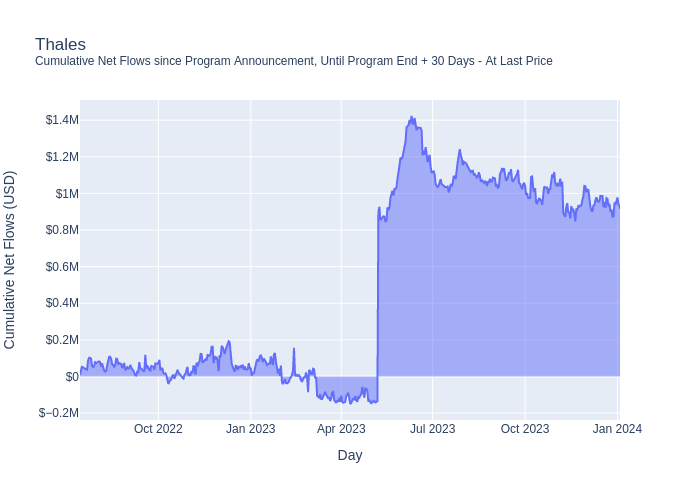 Thales
Cumulative Net Flows since Program Announcement, Until Program End + 30 Days - At Last Price
Cumulative Net Flows (USD)
$1.4M
$1.2M
$1M
$0.8M
$0.6M
$0.4M
$0.2M
$0
$−0.2M
Oct 2022
Jan 2023
Apr 2023
Jul 2023
Oct 2023
Jan 2024
Day